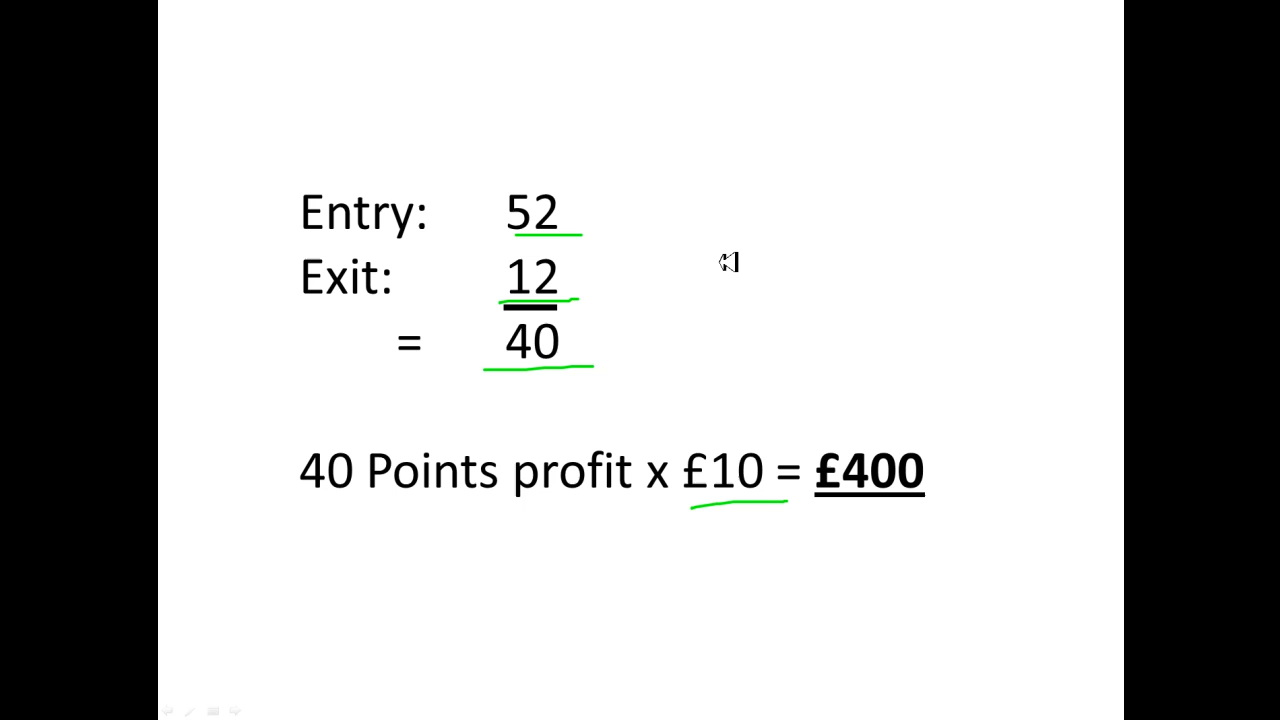 Entry: 52
Exit: 12
= 40
40 Points profit x £10 = £400